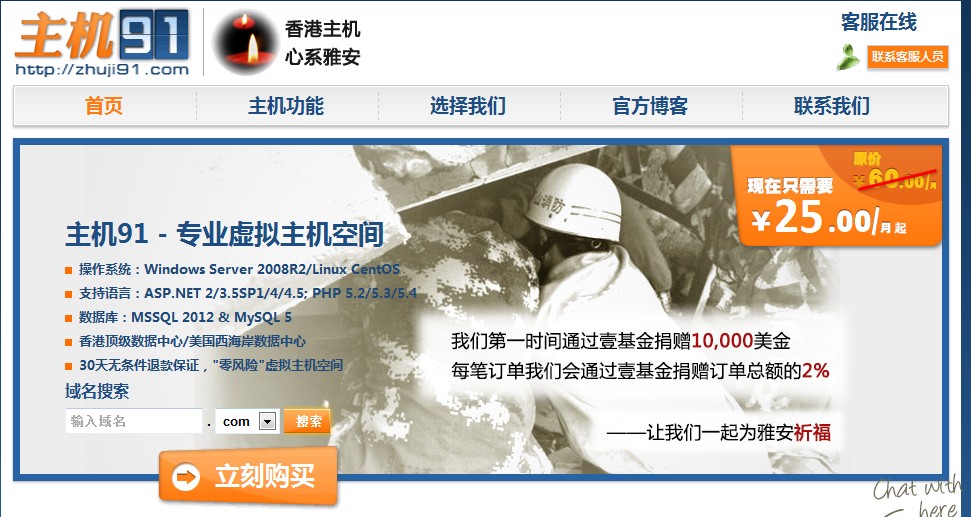 主机91
http://zhuji91.com
香港主机
心系雅安
客服在线
联系客服人员
首页
主机功能
选择我们
官方博客
联系我们
原价
¥60.00/月
现在只需要
¥25.00/月起
消防
主机91 - 专业虚拟主机空间
操作系统：Windows Server 2008R2/Linux CentOS
支持语言：ASP.NET 2/3.5SP1/4/4.5; PHP 5.2/5.3/5.4
数据库：MSSQL 2012 & MySQL 5
香港顶级数据中心/美国西海岸数据中心
30天无条件退款保证，"零风险"虚拟主机空间
域名搜索
输入域名 . com 搜索
立刻购买
我们第一时间通过壹基金捐赠10,000美金
每笔订单我们会通过壹基金捐赠订单总额的2%
——让我们一起为雅安祈福
Chat with
here